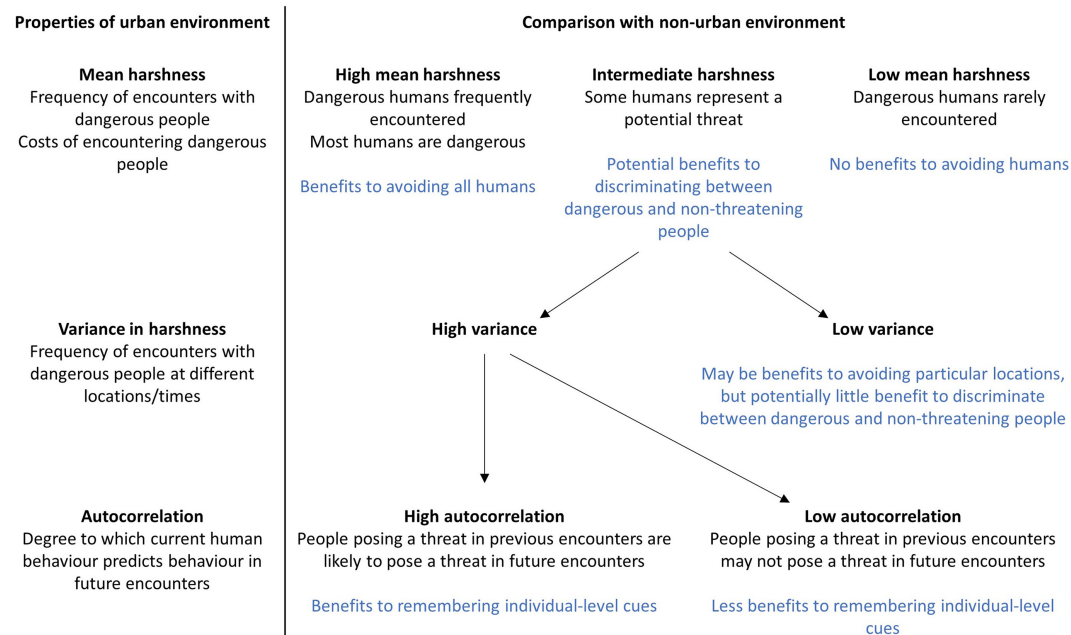 Properties of urban environment
Comparison with non-urban environment
Mean harshness
Frequency of encounters with
dangerous people
Costs of encountering dangerous
people
High mean harshness
Dangerous humans frequently
encountered
Most humans are dangerous
Benefits to avoiding all humans
Intermediate harshness
Some humans represent a
potential threat
Potential benefits to
discriminating between
dangerous and non-threatening
people
Low mean harshness
Dangerous humans rarely
encountered
No benefits to avoiding humans
Variance in harshness
Frequency of encounters with
dangerous people at different
locations/times
High variance
Low variance
May be benefits to avoiding particular locations,
but potentially little benefit to discriminate
between dangerous and non-threatening people
Autocorrelation
Degree to which current human
behaviour predicts behaviour in
future encounters
High autocorrelation
People posing a threat in previous encounters are
likely to pose a threat in future encounters
Benefits to remembering individual-level cues
Low autocorrelation
People posing a threat in previous encounters
may not pose a threat in future encounters
Less benefits to remembering individual-level
cues